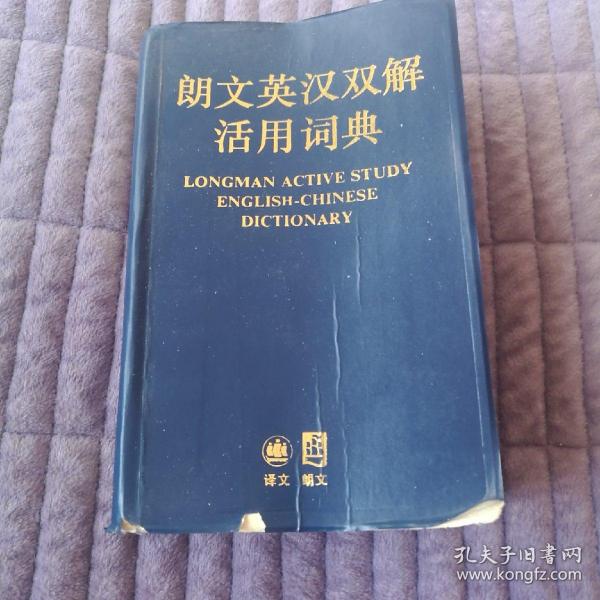 朗文英汉双解
活用词典
LONGMAN ACTIVE STUDY
ENGLISH-CHINESE
DICTIONARY
译文 朗文
孔夫子旧书网
www.kongfz.com